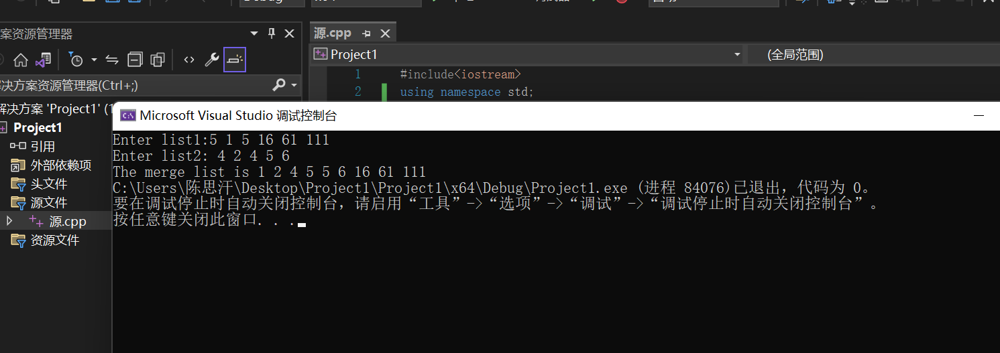 案资源管理器
源.cpp
Project1
(全局范围)
解决方案资源管理器(Ctrl+;)
1 #include<iostream>
2 using namespace std;
解决方案 'Project1' (1
Project1
引用
外部依赖项
头文件
源文件
源.cpp
资源文件
Microsoft Visual Studio 调试控制台
Enter list1:5 1 5 16 61 111
Enter list2: 4 2 4 5 6
The merge list is 1 2 4 5 5 6 16 61 111
C:\Users\陈思汗\Desktop\Project1\Project1\x64\Debug\Project1.exe (进程 84076)已退出，代码为 0。
要在调试停止时自动关闭控制台，请启用“工具”->“选项”->“调试”->“调试停止时自动关闭控制台”。
按任意键关闭此窗口. . .